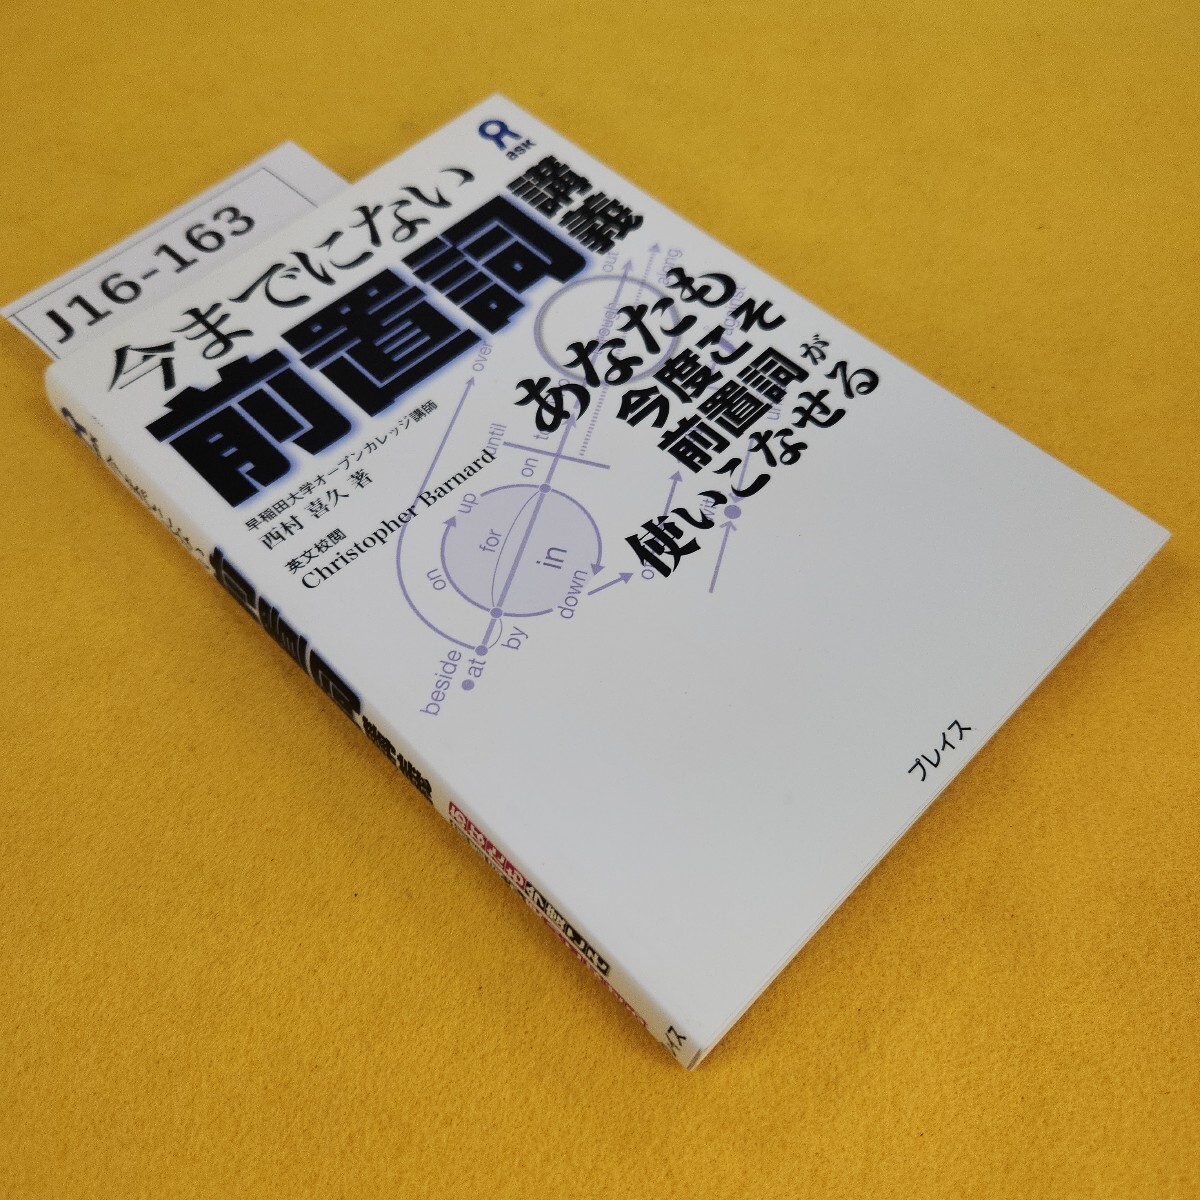 J16-163
ask
今までにない
前置詞
講義
早稲田大学オープンカレッジ講師
西村 喜久 著
英文校閲
Christopher Barnard
あなたも
今度こそ
前置詞が
使いこなせる
out
along
against
over
until
on
up
for
in
on
down
by
at
beside
プレイス